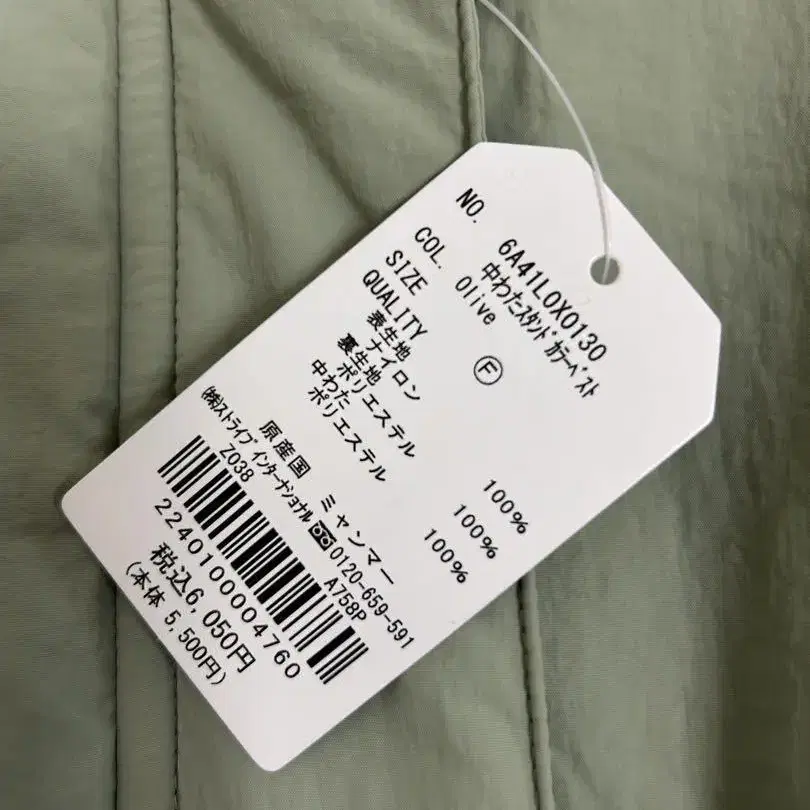 NO. 6A41L0X0130
中わたスタンドカラーベスト
COL. Olive
SIZE Ⓕ
QUALITY
表生地
ナイロン 100%
裏生地
ポリエステル 100%
中わた
ポリエステル 100%
原産国 ミャンマー
㈱ストライプインターナショナル 0120-659-591
Z038 A758P
2240100004760
税込6,050円
(本体 5,500円)